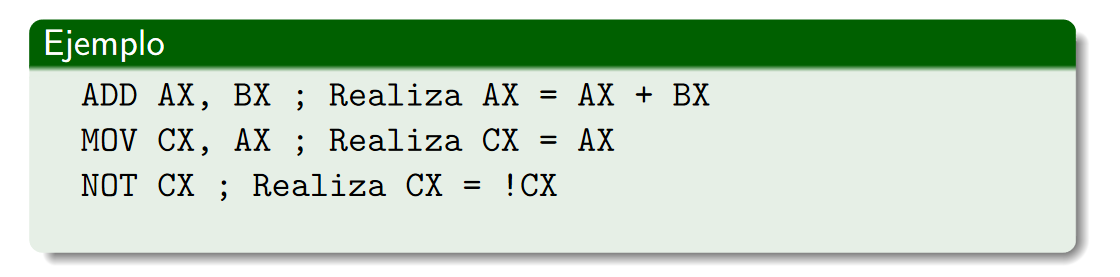 Ejemplo
ADD AX, BX ; Realiza AX = AX + BX
MOV CX, AX ; Realiza CX = AX
NOT CX ; Realiza CX = !CX